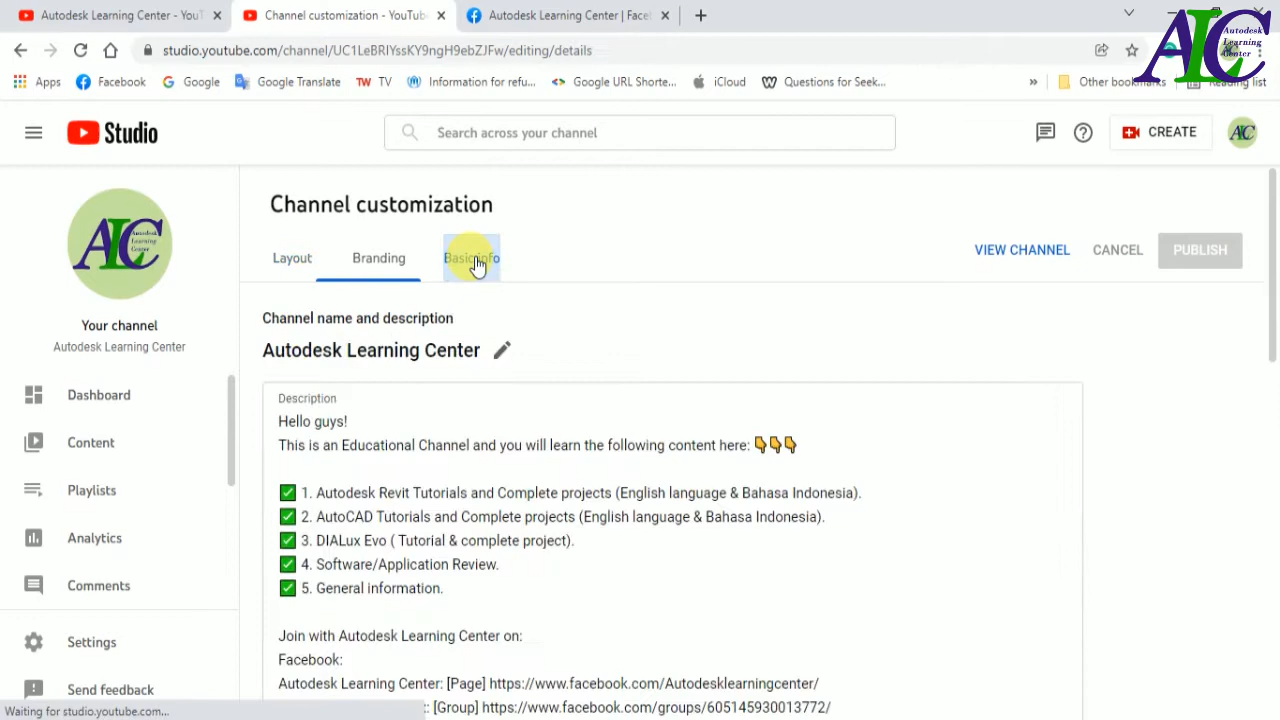 Autodesk Learning Center - YouT
Channel customization - YouTube
Autodesk Learning Center | Face
studio.youtube.com/channel/UC1LeBRIYssKY9ngH9ebZJFw/editing/details
Apps
Facebook
Google
Google Translate
TW TV
Information for refu...
Google URL Shorte...
iCloud
Questions for Seek...
»
Other bookmarks
Reading list
ALC
Autodesk
Learning
Center
Studio
Search across your channel
CREATE
Channel customization
Layout
Branding
Basic info
VIEW CHANNEL
CANCEL
PUBLISH
Your channel
Autodesk Learning Center
Dashboard
Content
Playlists
Analytics
Comments
Settings
Send feedback
Channel name and description
Autodesk Learning Center
Description
Hello guys!
This is an Educational Channel and you will learn the following content here: 👇👇👇
✅ 1. Autodesk Revit Tutorials and Complete projects (English language & Bahasa Indonesia).
✅ 2. AutoCAD Tutorials and Complete projects (English language & Bahasa Indonesia).
✅ 3. DIALux Evo ( Tutorial & complete project).
✅ 4. Software/Application Review.
✅ 5. General information.
Join with Autodesk Learning Center on:
Facebook:
Autodesk Learning Center: [Page] https://www.facebook.com/Autodesklearningcenter/
: [Group] https://www.facebook.com/groups/605145930013772/
Waiting for studio.youtube.com...